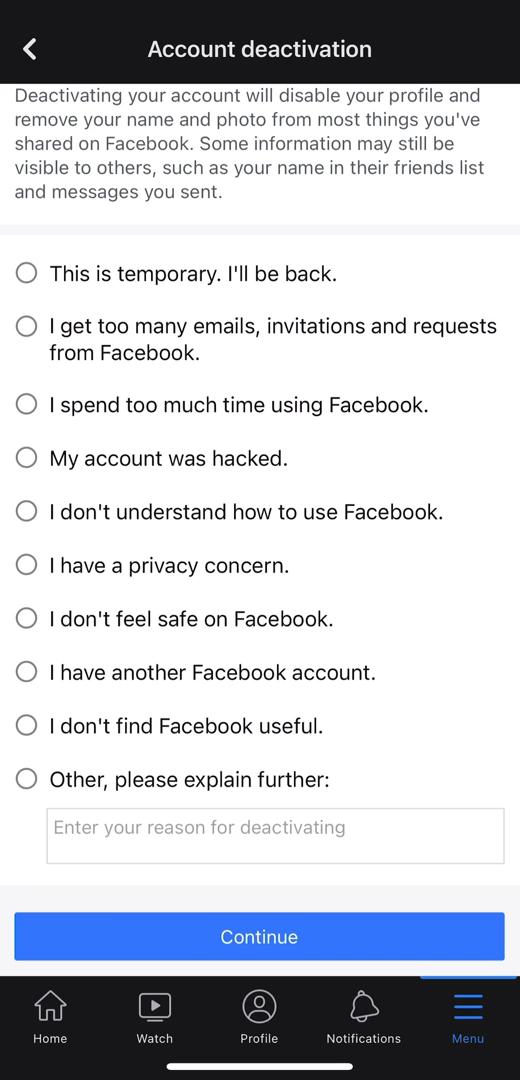 Account deactivation
Deactivating your account will disable your profile and
remove your name and photo from most things you've
shared on Facebook. Some information may still be
visible to others, such as your name in their friends list
and messages you sent.
This is temporary. I'll be back.
I get too many emails, invitations and requests
from Facebook.
I spend too much time using Facebook.
My account was hacked.
I don't understand how to use Facebook.
I have a privacy concern.
I don't feel safe on Facebook.
I have another Facebook account.
I don't find Facebook useful.
Other, please explain further:
Enter your reason for deactivating
Continue
Home Watch Profile Notifications Menu